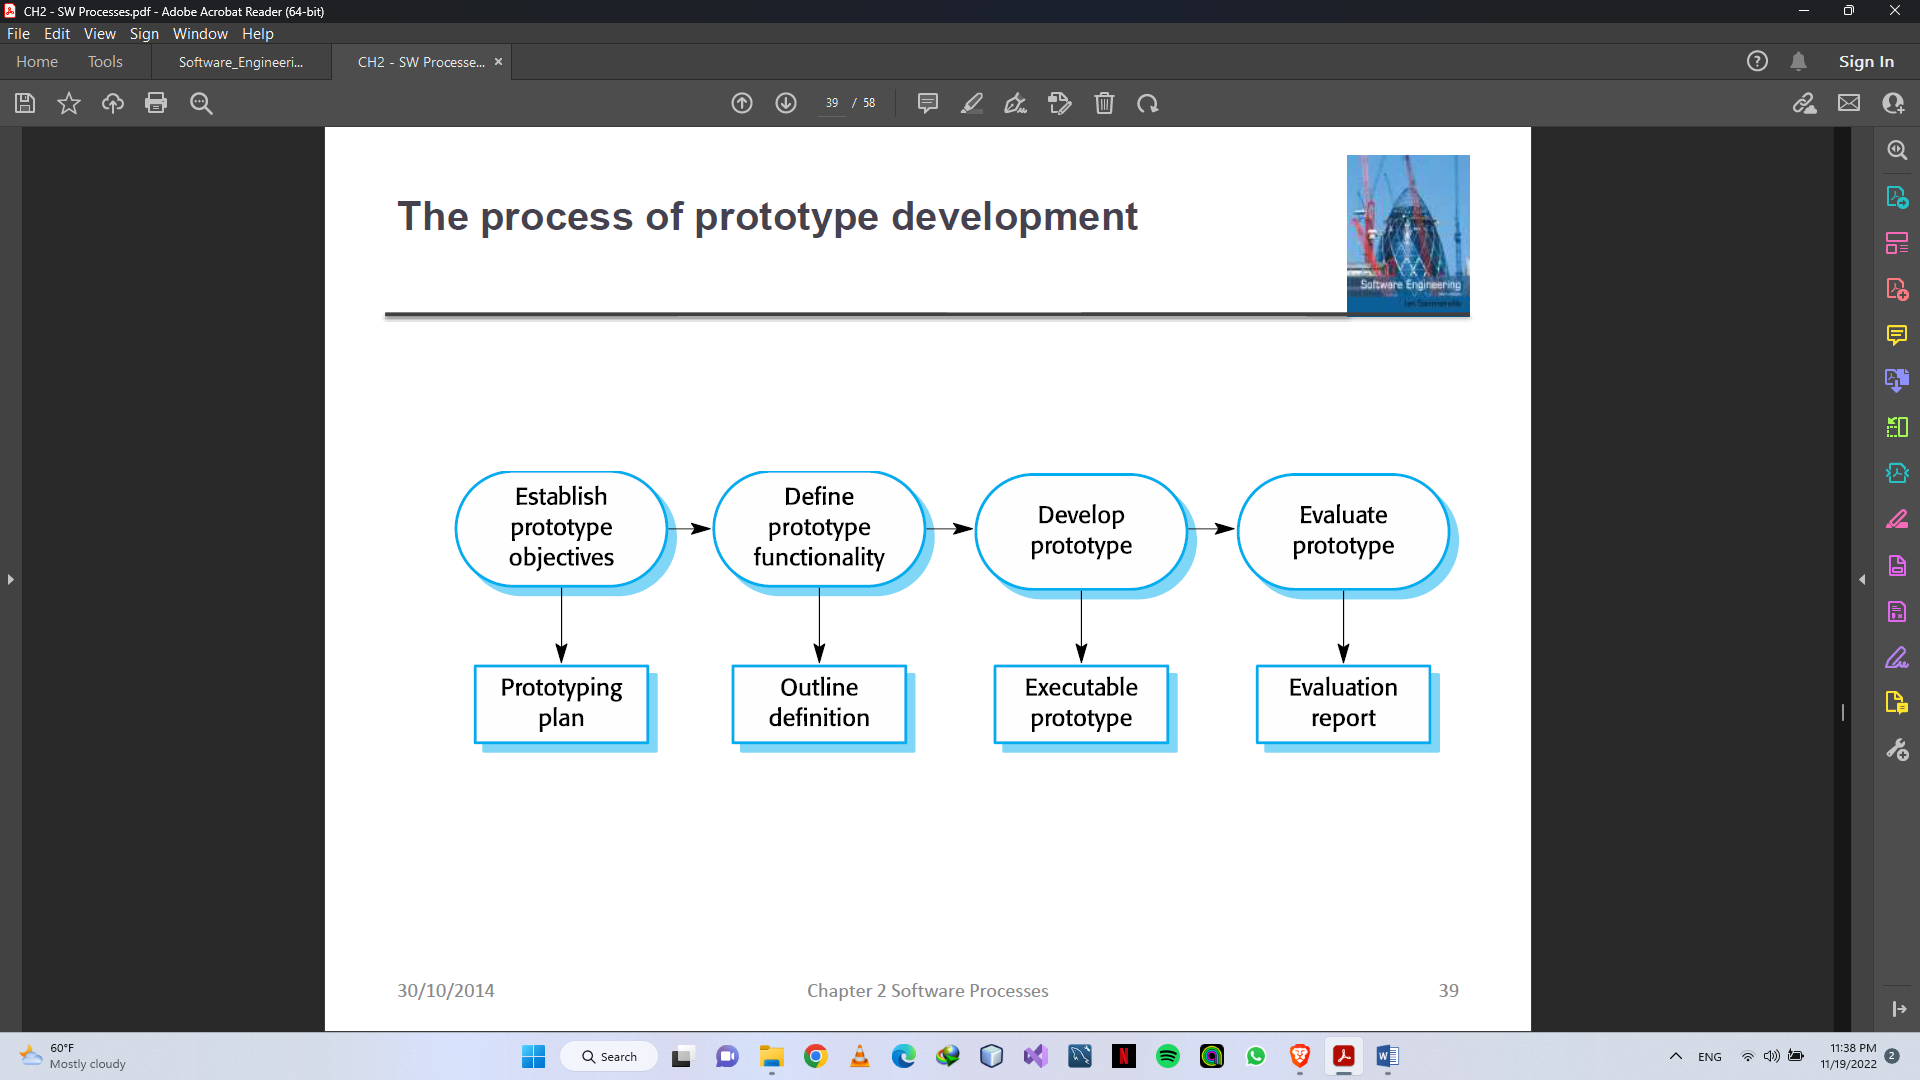 CH2 - SW Processes.pdf - Adobe Acrobat Reader (64-bit)
File Edit View Sign Window Help
Home Tools Software_Engineeri... CH2 - SW Processe... Sign In
39 / 58
The process of prototype development
Software Engineering
Establish
prototype
objectives
Define
prototype
functionality
Develop
prototype
Evaluate
prototype
Prototyping
plan
Outline
definition
Executable
prototype
Evaluation
report
30/10/2014 Chapter 2 Software Processes 39
60°F
Mostly cloudy
Search
ENG
11:38 PM
11/19/2022
2